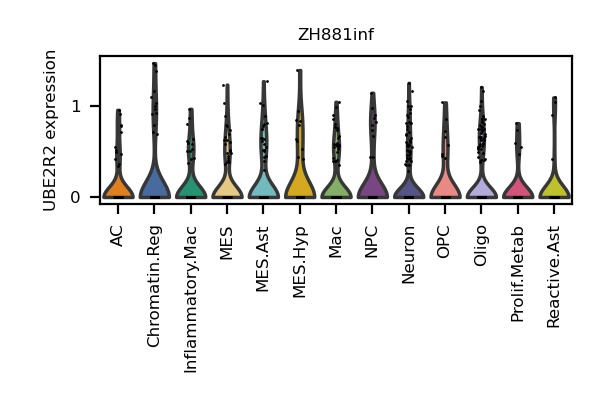 ZH881inf
UBE2R2 expression
1
0
AC
Chromatin.Reg
Inflammatory.Mac
MES
MES.Ast
MES.Hyp
Mac
NPC
Neuron
OPC
Oligo
Prolif.Metab
Reactive.Ast